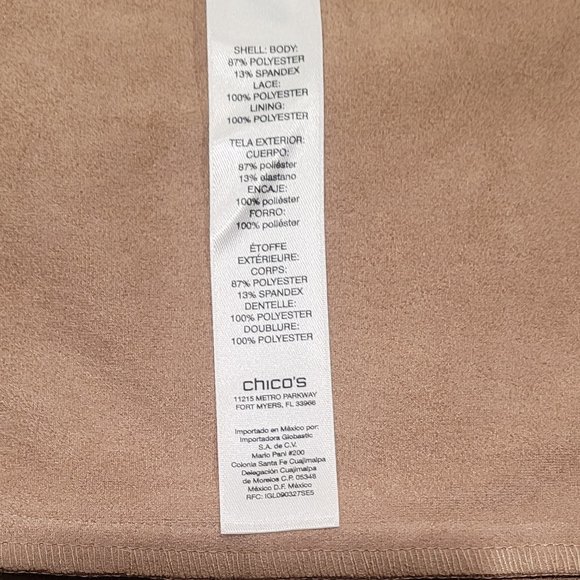 SHELL: BODY:
87% POLYESTER
13% SPANDEX
LACE:
100% POLYESTER
LINING:
100% POLYESTER
TELA EXTERIOR:
CUERPO:
87% poliéster
13% elastano
ENCAJE:
100% poliéster
FORRO:
100% poliéster
ÉTOFFE
EXTÉRIEURE:
CORPS:
87% POLYESTER
13% SPANDEX
DENTELLE:
100% POLYESTER
DOUBLURE:
100% POLYESTER
chico's
11215 METRO PARKWAY
FORT MYERS, FL 33966
Importado en México por:
Importadora Globastic
S.A. de C.V.
Mario Pani #200
Colonia Santa Fe Cuajimalpa
Delegación Cuajimalpa
de Morelos C.P. 05348
México D.F. México
RFC: IGL090327SE5